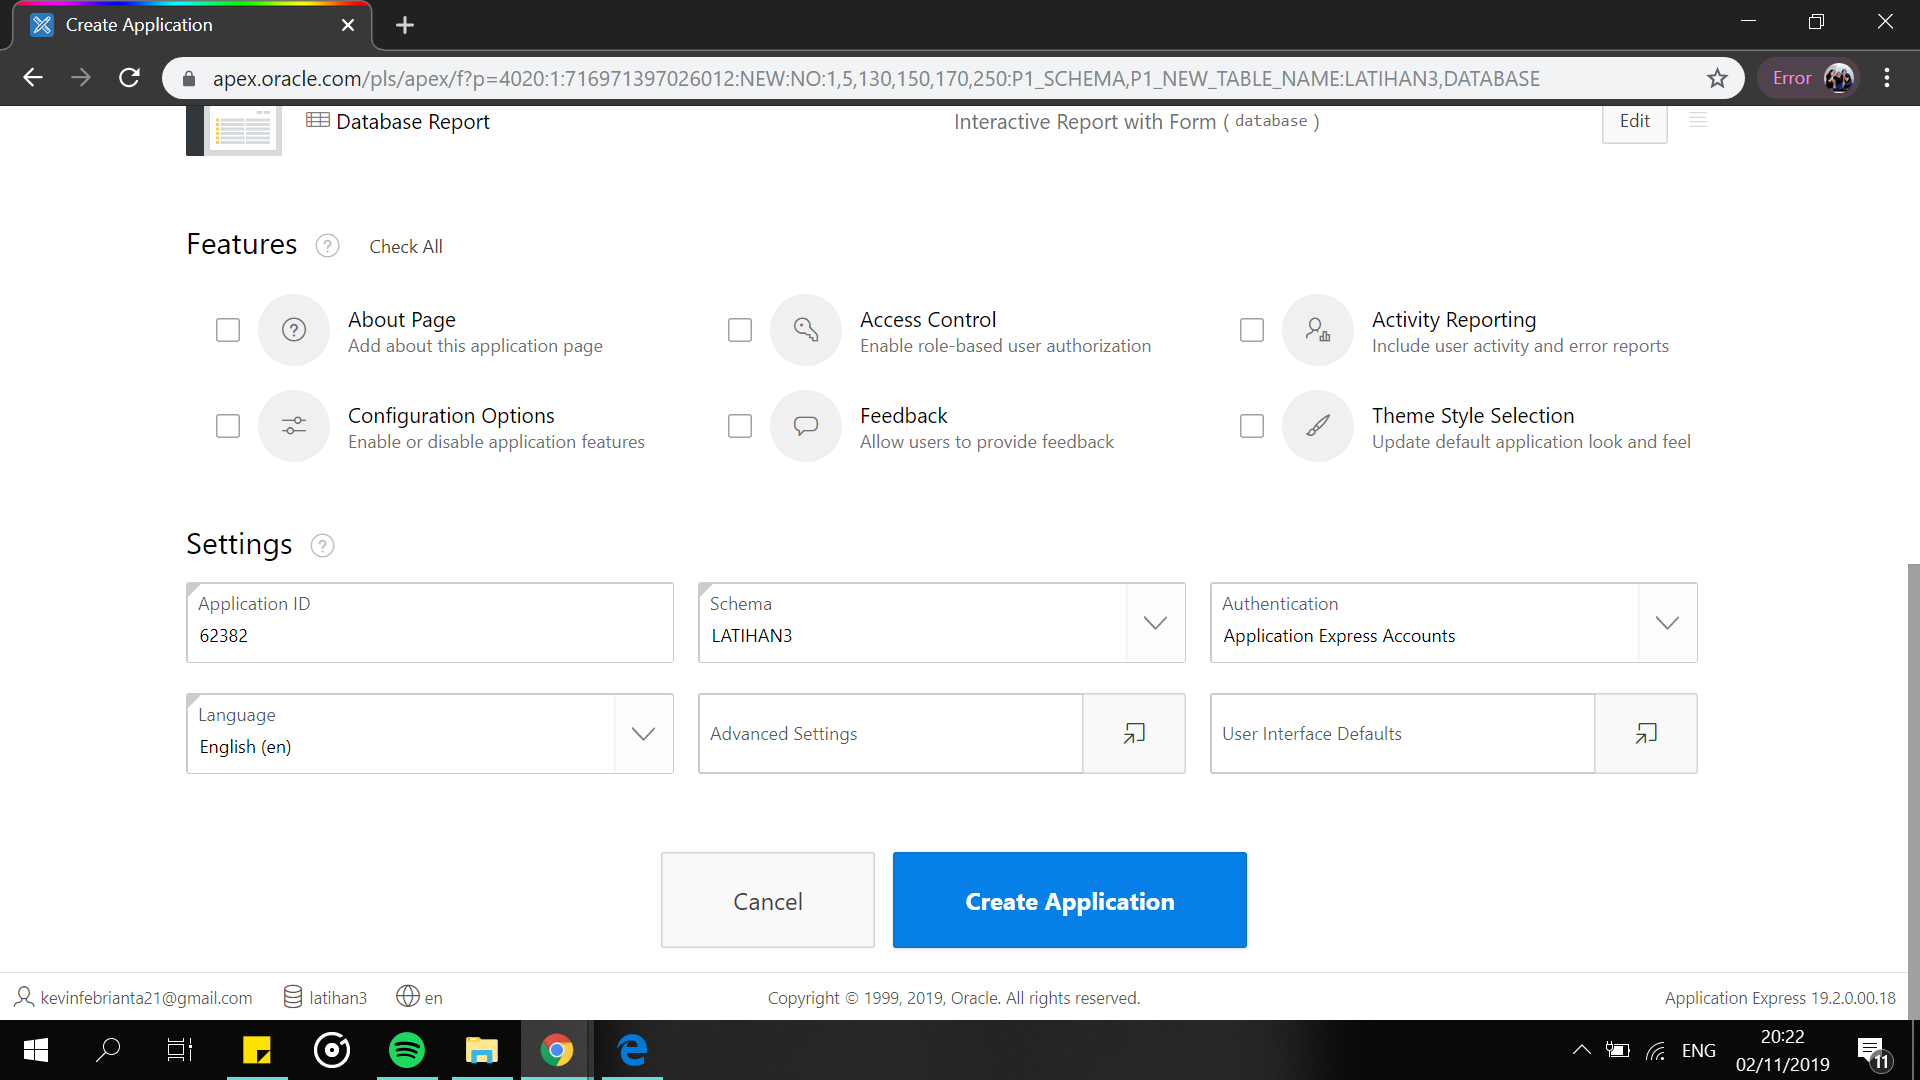 Create Application
apex.oracle.com/pls/apex/f?p=4020:1:716971397026012:NEW:NO:1,5,130,150,170,250:P1_SCHEMA,P1_NEW_TABLE_NAME:LATIHAN3,DATABASE
Error
Database Report
Interactive Report with Form ( database )
Edit
Features
Check All
About Page
Add about this application page
Access Control
Enable role-based user authorization
Activity Reporting
Include user activity and error reports
Configuration Options
Enable or disable application features
Feedback
Allow users to provide feedback
Theme Style Selection
Update default application look and feel
Settings
Application ID
62382
Schema
LATIHAN3
Authentication
Application Express Accounts
Language
English (en)
Advanced Settings
User Interface Defaults
Cancel
Create Application
kevinfebrianta21@gmail.com
latihan3
en
Copyright © 1999, 2019, Oracle. All rights reserved.
Application Express 19.2.0.00.18
ENG
20:22
02/11/2019
11